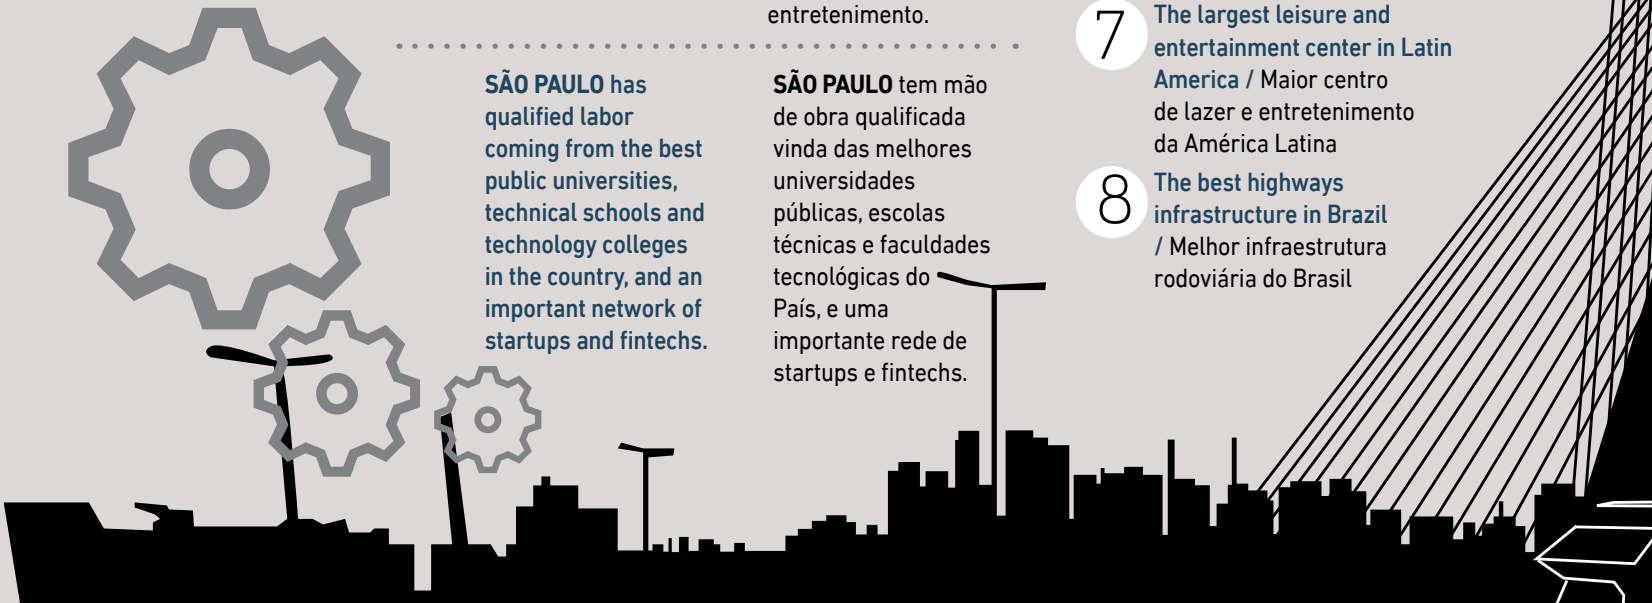 entretenimento.
SÃO PAULO has
qualified labor
coming from the best
public universities,
technical schools and
technology colleges
in the country, and an
important network of
startups and fintechs.
SÃO PAULO tem mão
de obra qualificada
vinda das melhores
universidades
públicas, escolas
técnicas e faculdades
tecnológicas do
País, e uma
importante rede de
startups e fintechs.
7
The largest leisure and
entertainment center in Latin
America / Maior centro
de lazer e entretenimento
da América Latina
8
The best highways
infrastructure in Brazil
/ Melhor infraestrutura
rodoviária do Brasil